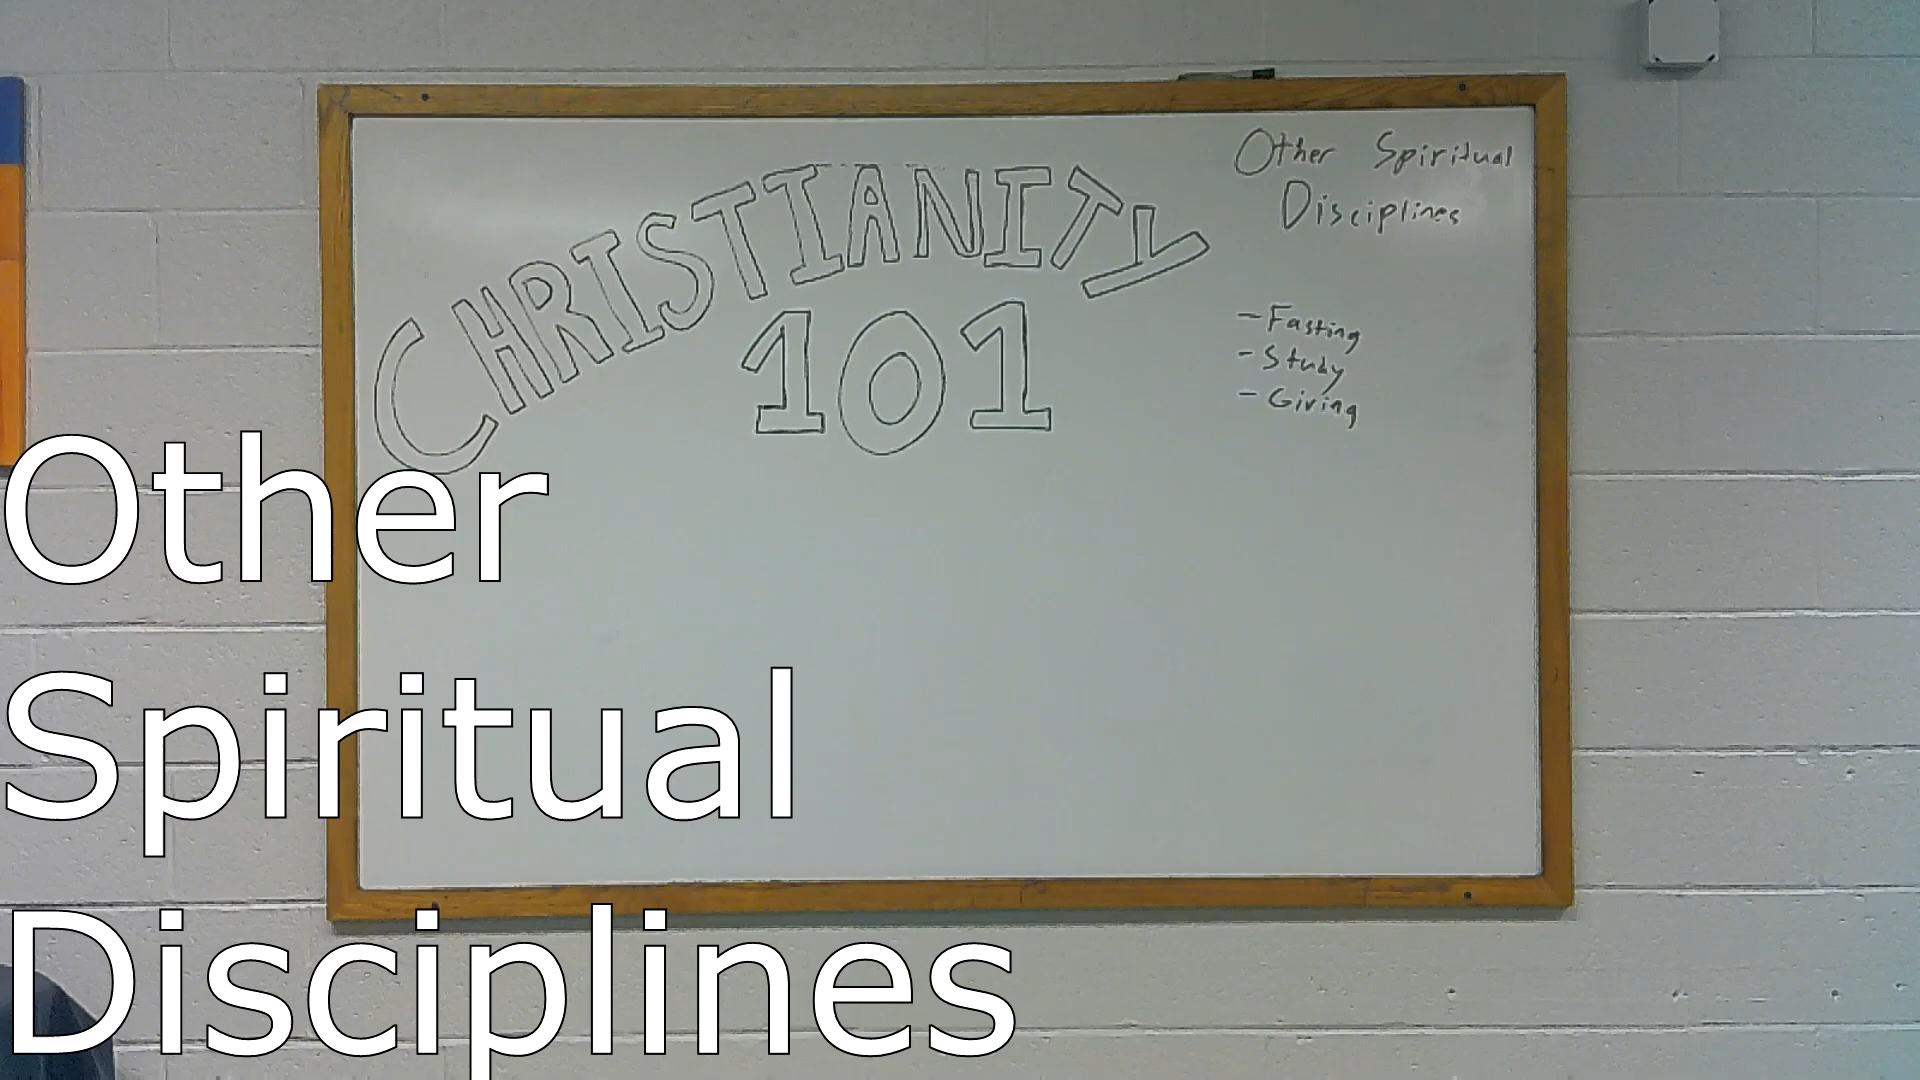 CHRISTIANITY
101
Other Spiritual
Disciplines
- Fasting
- Study
- Giving
Other
Spiritual
Disciplines